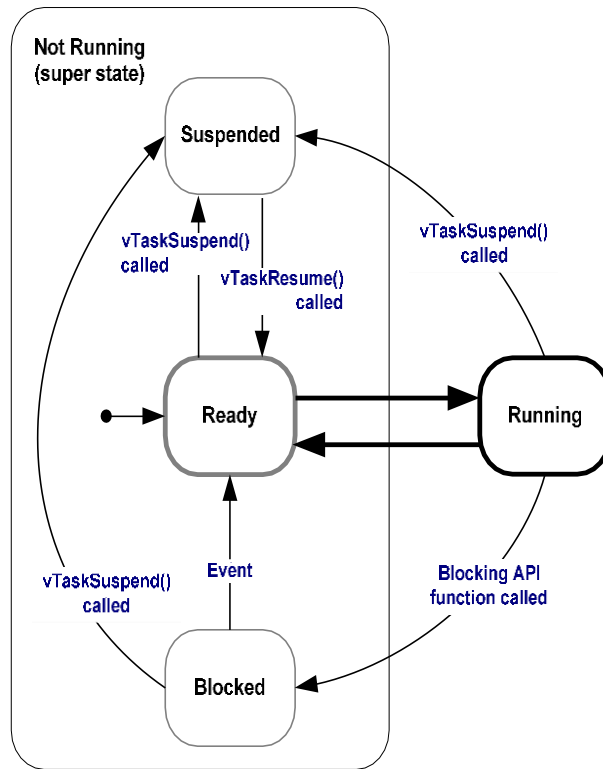 Not Running
(super state)
Suspended
vTaskSuspend()
called
vTaskResume()
called
vTaskSuspend()
called
Ready
Running
vTaskSuspend()
called
Event
Blocking API
function called
Blocked